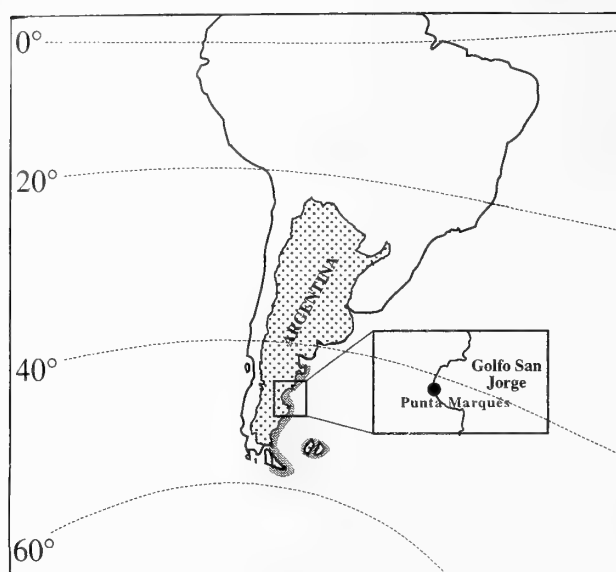 0°
20°
ARGENTINA
40°
Golfo San
Jorge
Punta Marqués
60°